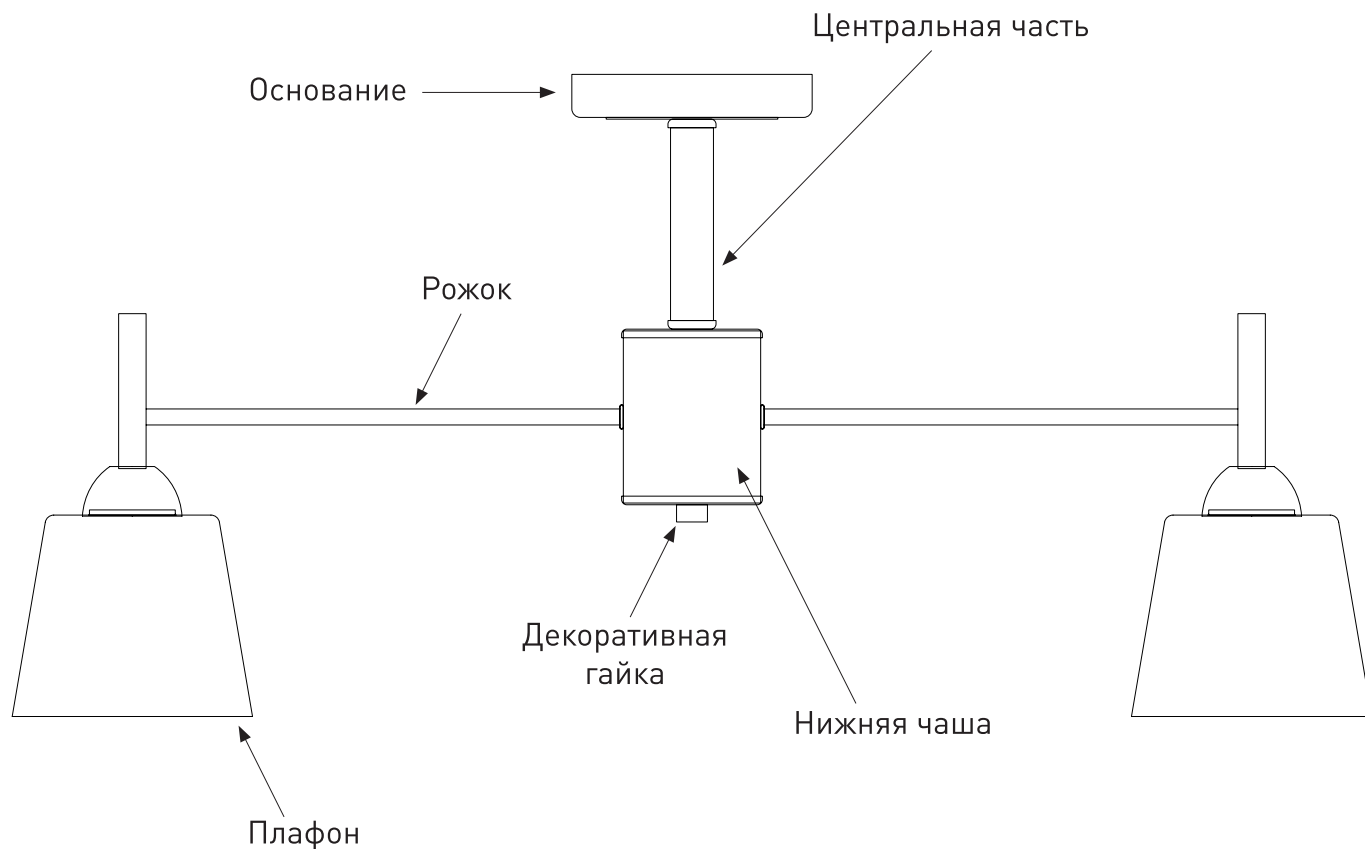 Центральная часть
Основание
Рожок
Декоративная
гайка
Нижняя чаша
Плафон